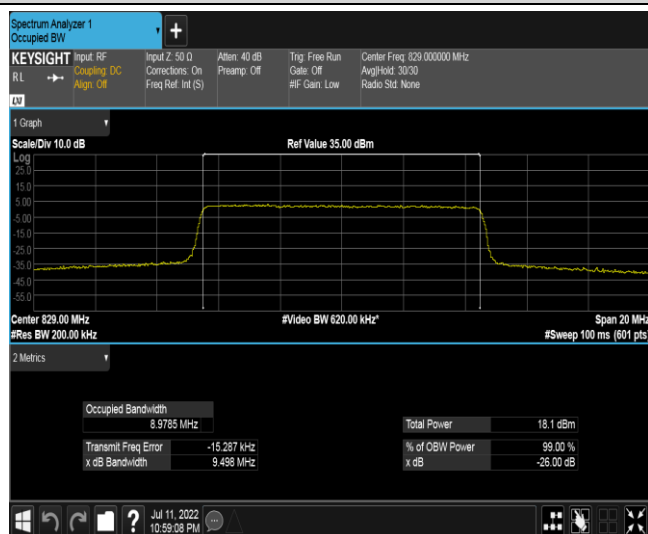 Spectrum Analyzer 1
Occupied BW
+
KEYSIGHT
RL
LXI
Input: RF
Coupling: DC
Align: Off
Input Z: 50 Ω
Corrections: On
Freq Ref: Int (S)
Atten: 40 dB
Preamp: Off
Trig: Free Run
Gate: Off
#IF Gain: Low
Center Freq: 829.000000 MHz
Avg|Hold: 30/30
Radio Std: None
1 Graph
Scale/Div 10.0 dB
Ref Value 35.00 dBm
Log
25.0
15.0
5.00
-5.00
-15.0
-25.0
-35.0
-45.0
-55.0
Center 829.00 MHz
#Video BW 620.00 kHz*
Span 20 MHz
#Res BW 200.00 kHz
#Sweep 100 ms (601 pts)
2 Metrics
Occupied Bandwidth
8.9785 MHz
Total Power 18.1 dBm
Transmit Freq Error -15.287 kHz
% of OBW Power 99.00 %
x dB Bandwidth 9.498 MHz
x dB -26.00 dB
?
Jul 11, 2022
10:59:08 PM